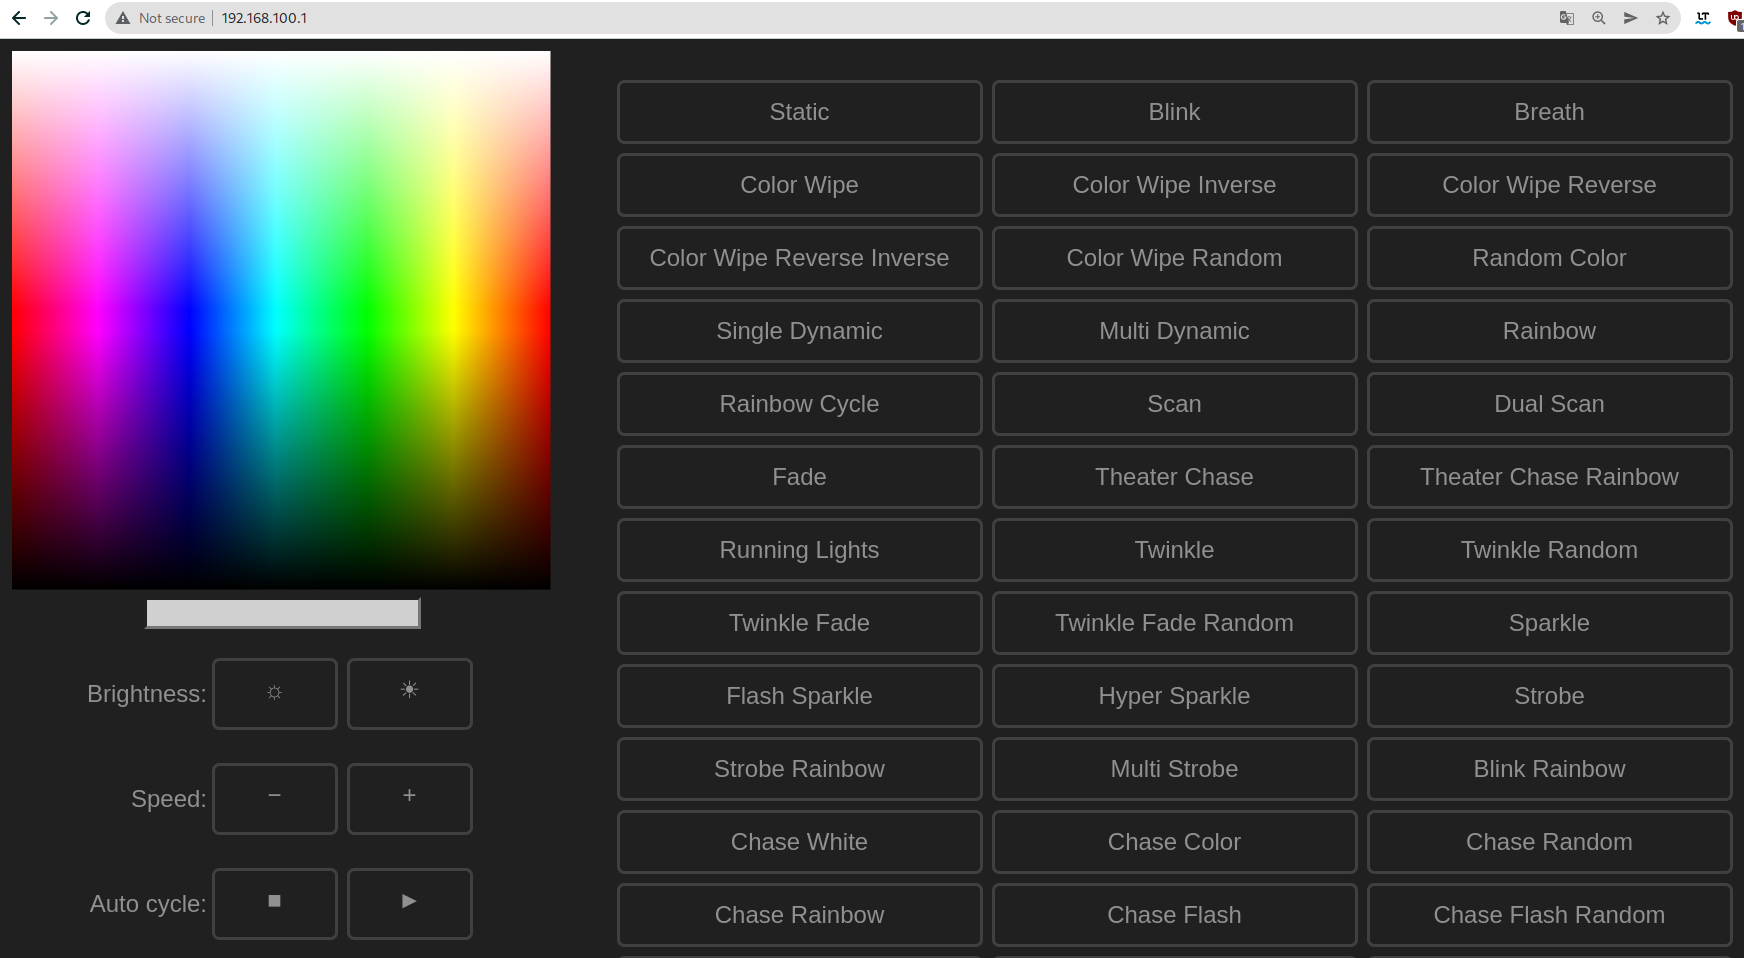 Not secure | 192.168.100.1
Static Blink Breath
Color Wipe Color Wipe Inverse Color Wipe Reverse
Color Wipe Reverse Inverse Color Wipe Random Random Color
Single Dynamic Multi Dynamic Rainbow
Rainbow Cycle Scan Dual Scan
Fade Theater Chase Theater Chase Rainbow
Running Lights Twinkle Twinkle Random
Twinkle Fade Twinkle Fade Random Sparkle
Flash Sparkle Hyper Sparkle Strobe
Strobe Rainbow Multi Strobe Blink Rainbow
Chase White Chase Color Chase Random
Chase Rainbow Chase Flash Chase Flash Random
Brightness: ☼ ☀
Speed: − +
Auto cycle: ■ ▶